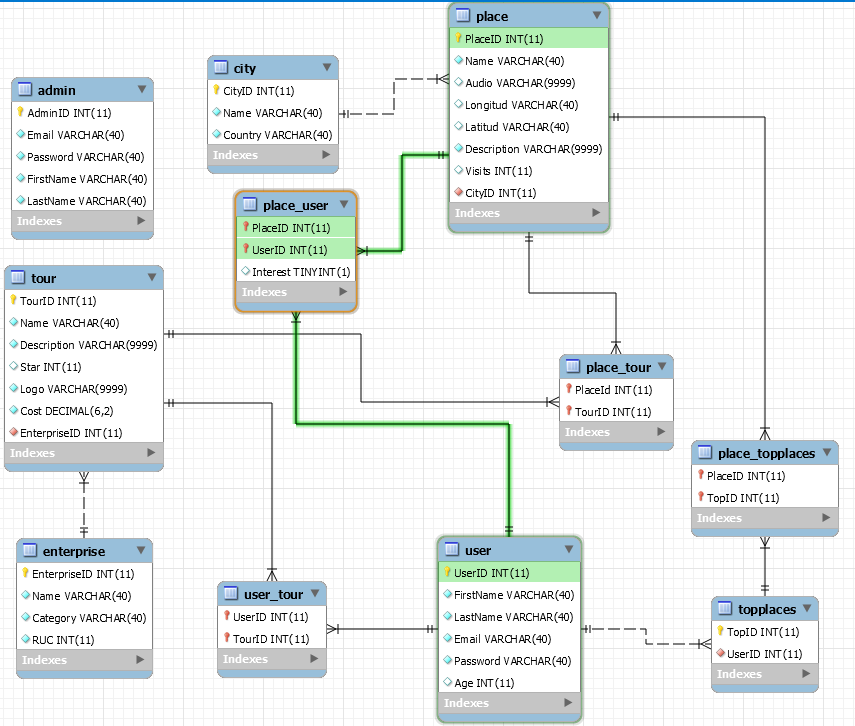 place
PlaceID INT(11)
Name VARCHAR(40)
Audio VARCHAR(9999)
Longitud VARCHAR(40)
Latitud VARCHAR(40)
Description VARCHAR(9999)
Visits INT(11)
CityID INT(11)
Indexes
city
CityID INT(11)
Name VARCHAR(40)
Country VARCHAR(40)
Indexes
admin
AdminID INT(11)
Email VARCHAR(40)
Password VARCHAR(40)
FirstName VARCHAR(40)
LastName VARCHAR(40)
Indexes
place_user
PlaceID INT(11)
UserID INT(11)
Interest TINYINT(1)
Indexes
tour
TourID INT(11)
Name VARCHAR(40)
Description VARCHAR(9999)
Star INT(11)
Logo VARCHAR(9999)
Cost DECIMAL(6,2)
EnterpriseID INT(11)
Indexes
place_tour
PlaceId INT(11)
TourID INT(11)
Indexes
place_topplaces
PlaceID INT(11)
TopID INT(11)
Indexes
enterprise
EnterpriseID INT(11)
Name VARCHAR(40)
Category VARCHAR(40)
RUC INT(11)
Indexes
user_tour
UserID INT(11)
TourID INT(11)
Indexes
user
UserID INT(11)
FirstName VARCHAR(40)
LastName VARCHAR(40)
Email VARCHAR(40)
Password VARCHAR(40)
Age INT(11)
Indexes
topplaces
TopID INT(11)
UserID INT(11)
Indexes